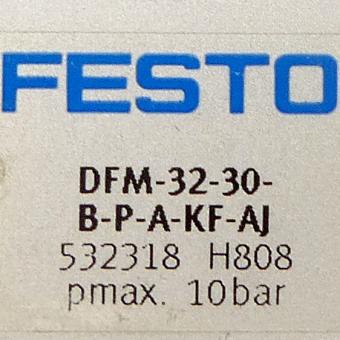 FESTO
DFM-32-30-
B-P-A-KF-AJ
532318 H808
pmax. 10bar